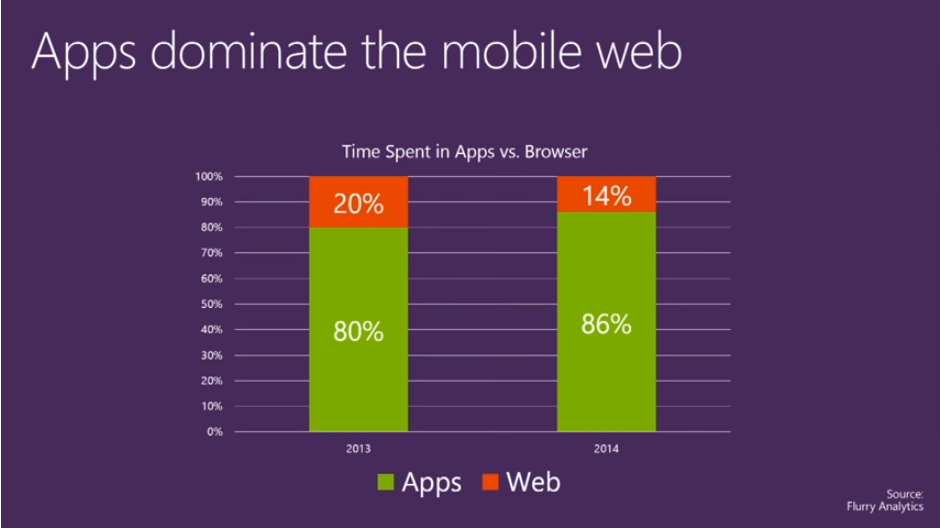 Apps dominate the mobile web
Time Spent in Apps vs. Browser
100%
90%
80%
70%
60%
50%
40%
30%
20%
10%
0%
20%
80%
14%
86%
2013
2014
Apps
Web
Source:
Flurry Analytics